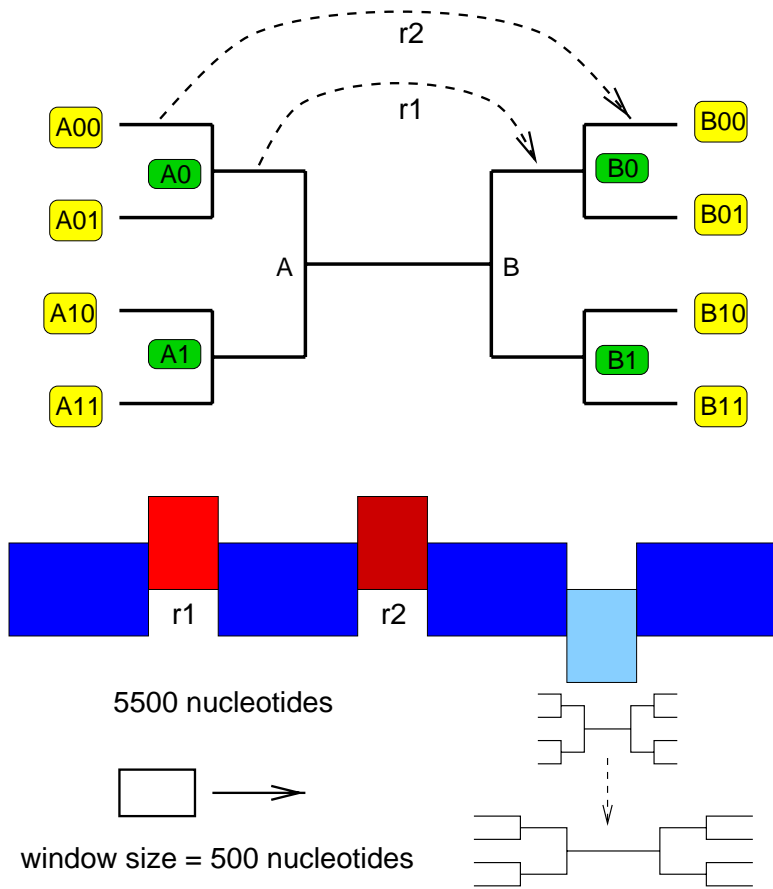 r2
r1
A00
B00
A0
B0
A01
B01
A
B
A10
B10
A1
B1
A11
B11
r1
r2
5500 nucleotides
window size = 500 nucleotides